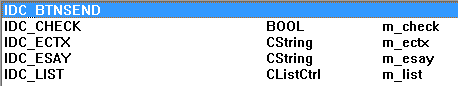 IDC_BTNSEND
IDC_CHECK BOOL m_check
IDC_ECTX CString m_ectx
IDC_ESAY CString m_esay
IDC_LIST CListCtrl m_list